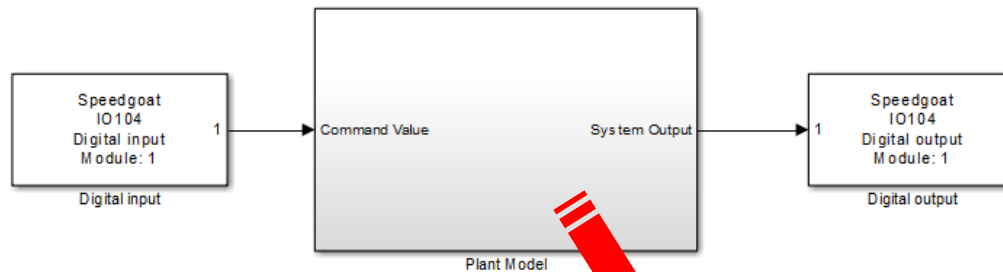 Speedgoat
IO104
Digital input
Module: 1
1
Digital input
Command Value
System Output
Plant Model
1
Speedgoat
IO104
Digital output
Module: 1
Digital output